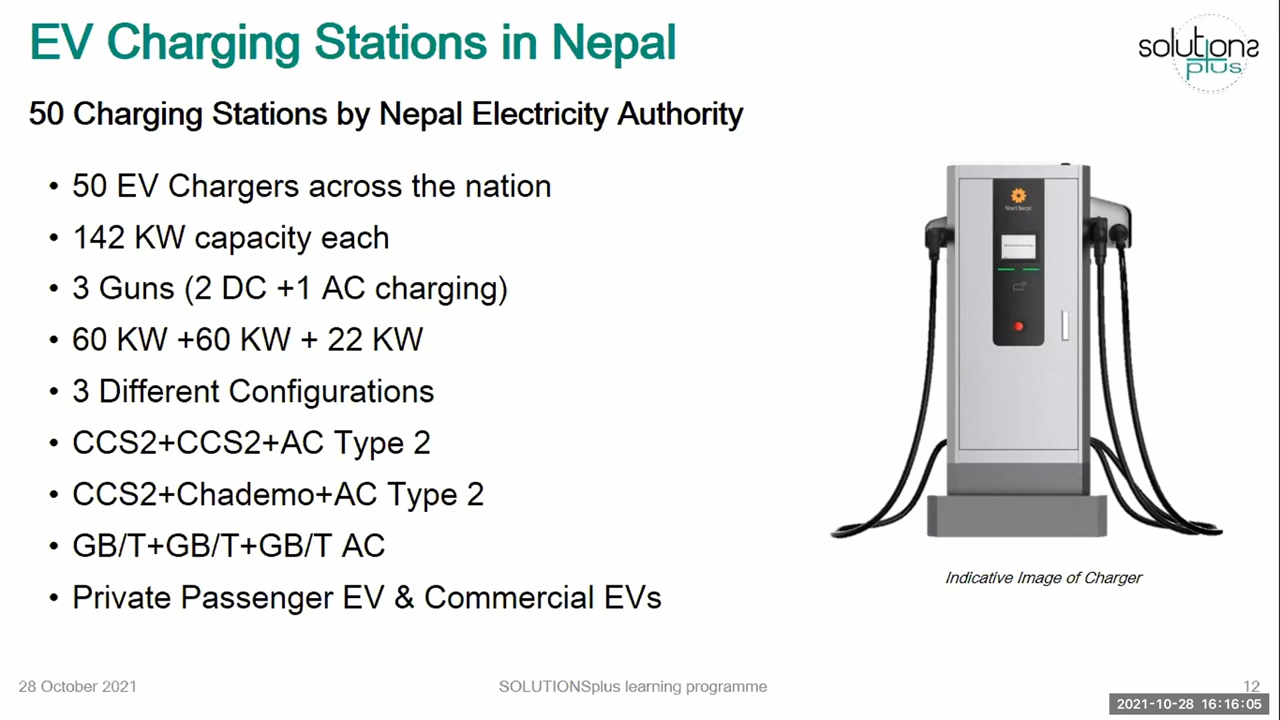 EV Charging Stations in Nepal
solutions
plus
50 Charging Stations by Nepal Electricity Authority
• 50 EV Chargers across the nation
• 142 KW capacity each
• 3 Guns (2 DC +1 AC charging)
• 60 KW +60 KW + 22 KW
• 3 Different Configurations
• CCS2+CCS2+AC Type 2
• CCS2+Chademo+AC Type 2
• GB/T+GB/T+GB/T AC
• Private Passenger EV & Commercial EVs
StarCharge
Indicative Image of Charger
28 October 2021
SOLUTIONSplus learning programme
12
2021-10-28 16:16:05